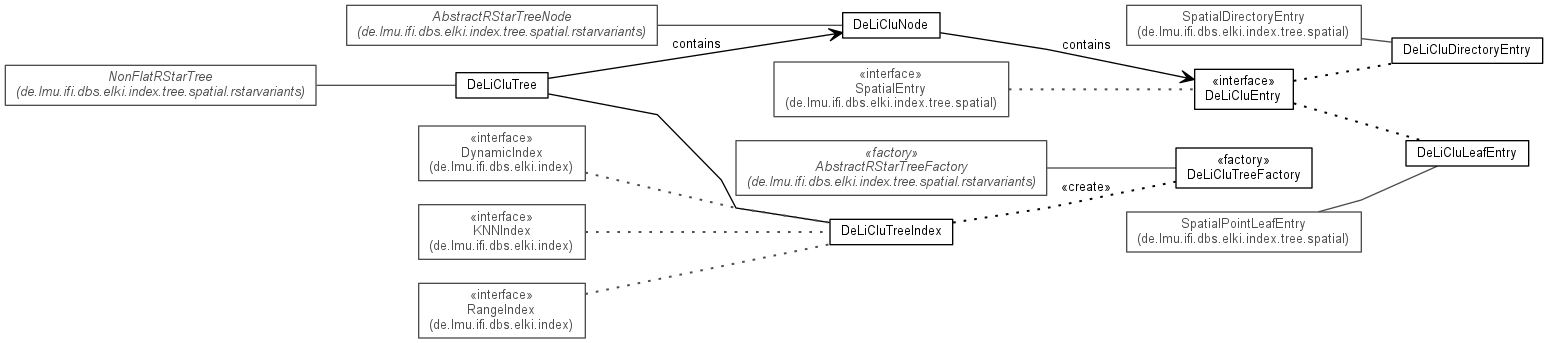 AbstractRStarTreeNode
(de.lmu.ifi.dbs.elki.index.tree.spatial.rstarvariants)
DeLiCluNode
SpatialDirectoryEntry
(de.lmu.ifi.dbs.elki.index.tree.spatial)
contains
contains
DeLiCluDirectoryEntry
NonFlatRStarTree
(de.lmu.ifi.dbs.elki.index.tree.spatial.rstarvariants)
DeLiCluTree
«interface»
SpatialEntry
(de.lmu.ifi.dbs.elki.index.tree.spatial)
«interface»
DeLiCluEntry
«interface»
DynamicIndex
(de.lmu.ifi.dbs.elki.index)
«factory»
AbstractRStarTreeFactory
(de.lmu.ifi.dbs.elki.index.tree.spatial.rstarvariants)
«create»
«factory»
DeLiCluTreeFactory
DeLiCluLeafEntry
«interface»
KNNIndex
(de.lmu.ifi.dbs.elki.index)
DeLiCluTreeIndex
SpatialPointLeafEntry
(de.lmu.ifi.dbs.elki.index.tree.spatial)
«interface»
RangeIndex
(de.lmu.ifi.dbs.elki.index)